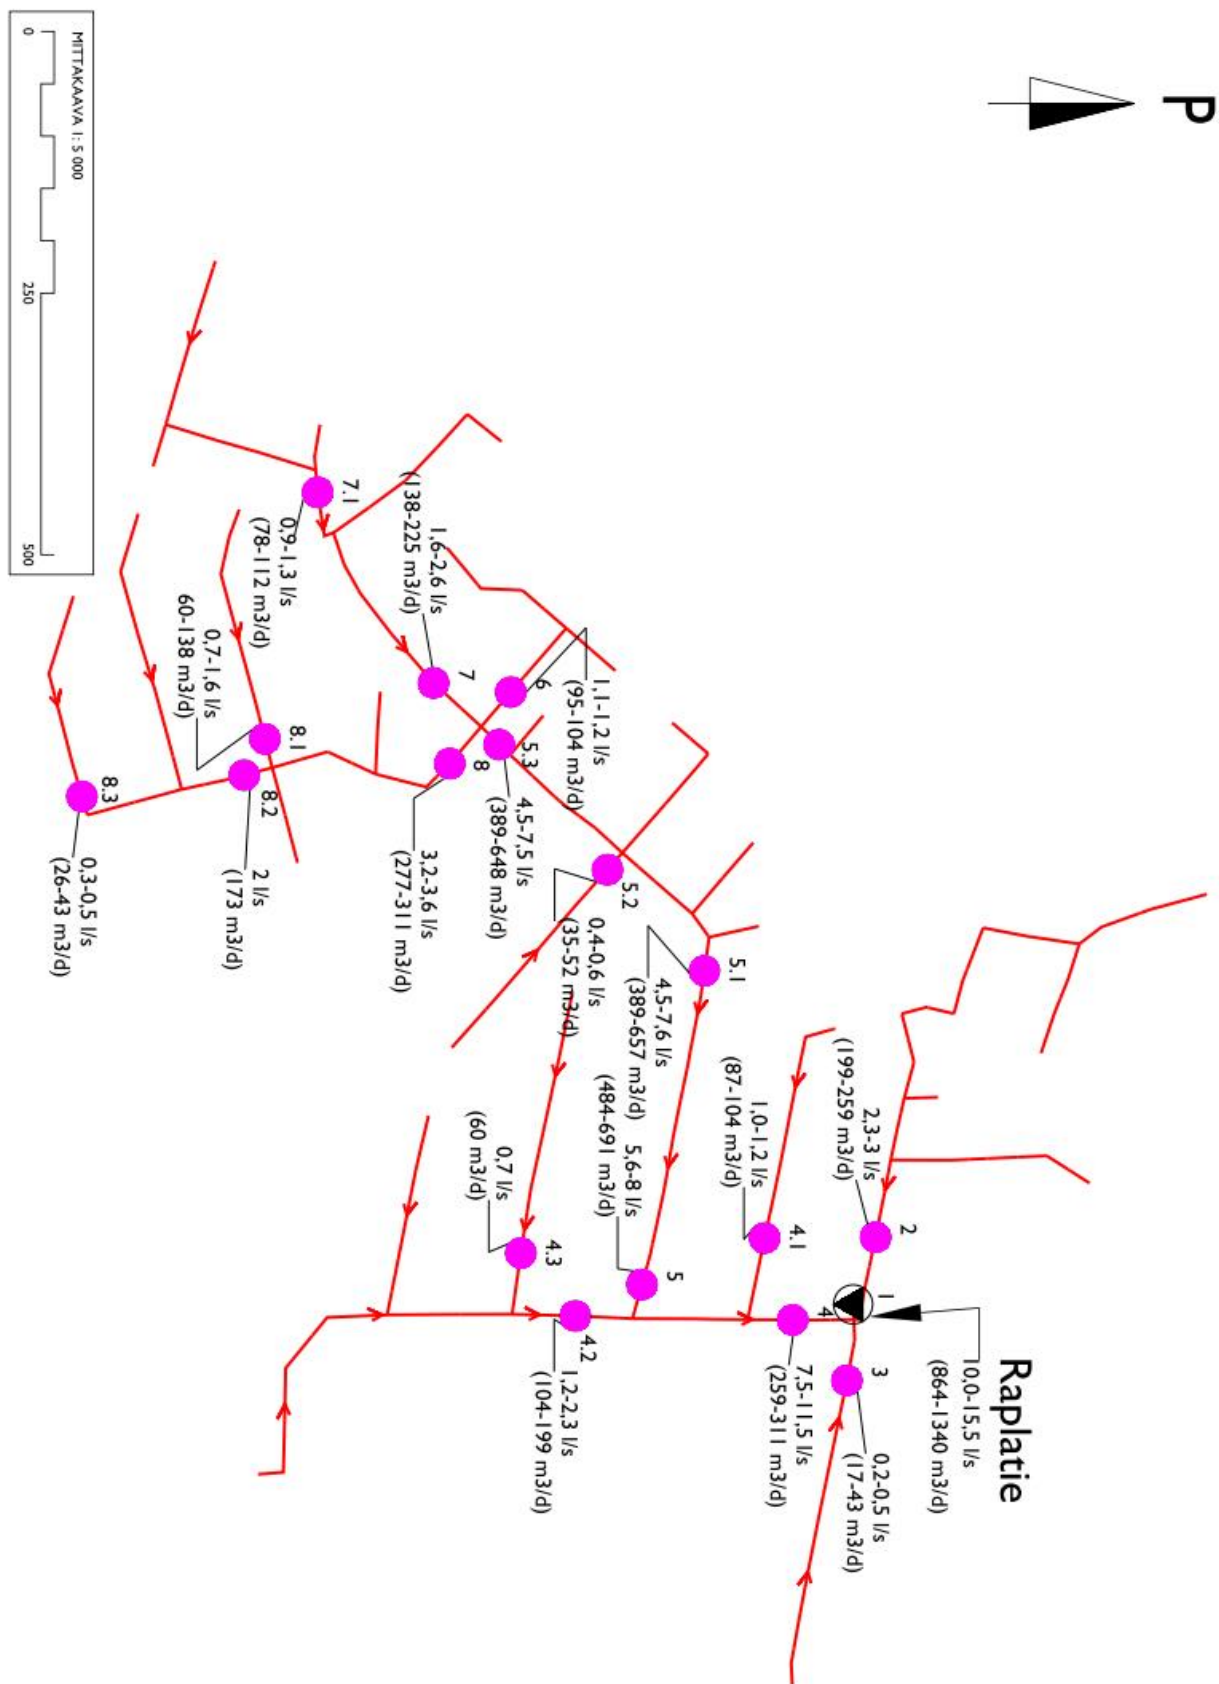 P
Raplatie
10,0-15,5 l/s
(864-1340 m3/d)
1
2
2,3-3 l/s
(199-259 m3/d)
3
0,2-0,5 l/s
(17-43 m3/d)
4
7,5-11,5 l/s
(259-311 m3/d)
4.1
1,0-1,2 l/s
(87-104 m3/d)
5
5,6-8 l/s
(484-691 m3/d)
5.1
4,5-7,6 l/s
(389-657 m3/d)
4.2
1,2-2,3 l/s
(104-199 m3/d)
4.3
0,7 l/s
(60 m3/d)
5.2
0,4-0,6 l/s
(35-52 m3/d)
5.3
4,5-7,5 l/s
(389-648 m3/d)
6
1,1-1,2 l/s
(95-104 m3/d)
7
1,6-2,6 l/s
(138-225 m3/d)
8
3,2-3,6 l/s
(277-311 m3/d)
7.1
0,9-1,3 l/s
(78-112 m3/d)
8.1
0,7-1,6 l/s
60-138 m3/d)
8.2
2 l/s
(173 m3/d)
8.3
0,3-0,5 l/s
(26-43 m3/d)
MITTAKAAVA 1: 5 000
0 250 500